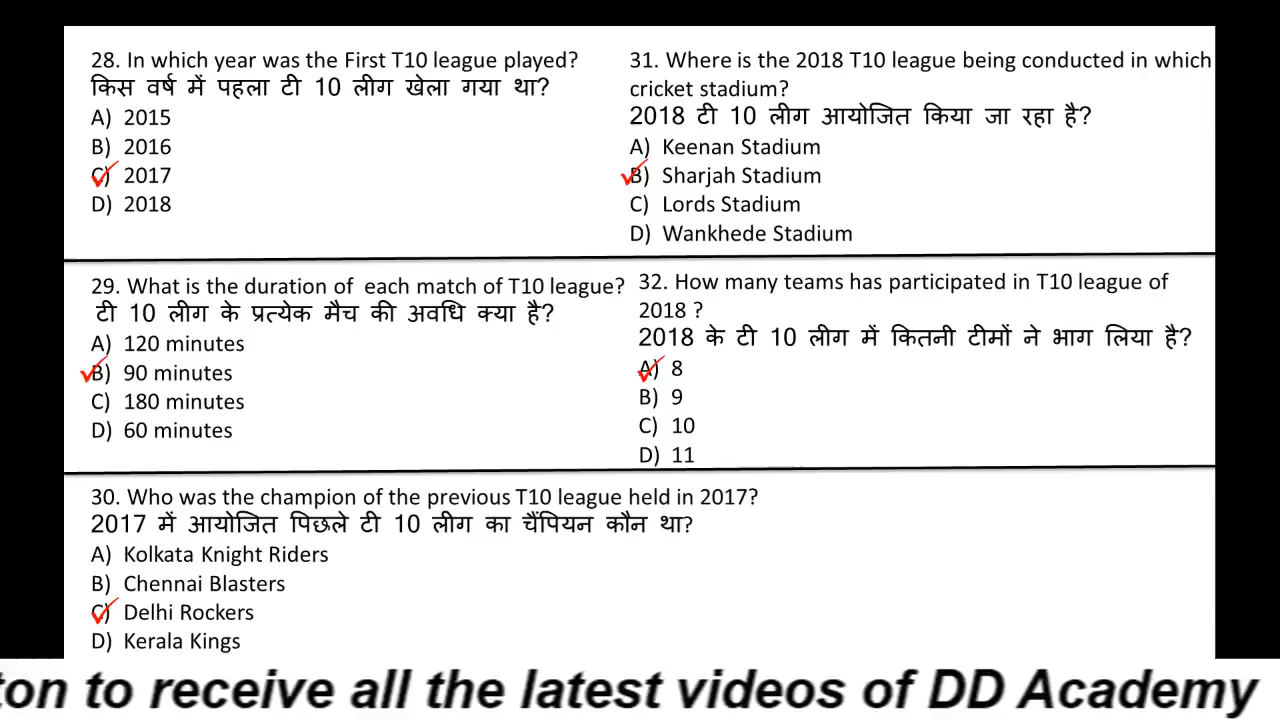 28. In which year was the First T10 league played?
किस वर्ष में पहला टी 10 लीग खेला गया था?
A) 2015
B) 2016
C) 2017
D) 2018
29. What is the duration of each match of T10 league?
टी 10 लीग के प्रत्येक मैच की अवधि क्या है?
A) 120 minutes
B) 90 minutes
C) 180 minutes
D) 60 minutes
30. Who was the champion of the previous T10 league held in 2017?
2017 में आयोजित पिछले टी 10 लीग का चैंपियन कौन था?
A) Kolkata Knight Riders
B) Chennai Blasters
C) Delhi Rockers
D) Kerala Kings
31. Where is the 2018 T10 league being conducted in which
cricket stadium?
2018 टी 10 लीग आयोजित किया जा रहा है?
A) Keenan Stadium
B) Sharjah Stadium
C) Lords Stadium
D) Wankhede Stadium
32. How many teams has participated in T10 league of
2018 ?
2018 के टी 10 लीग में कितनी टीमों ने भाग लिया है?
A) 8
B) 9
C) 10
D) 11
ton to receive all the latest videos of DD Academy